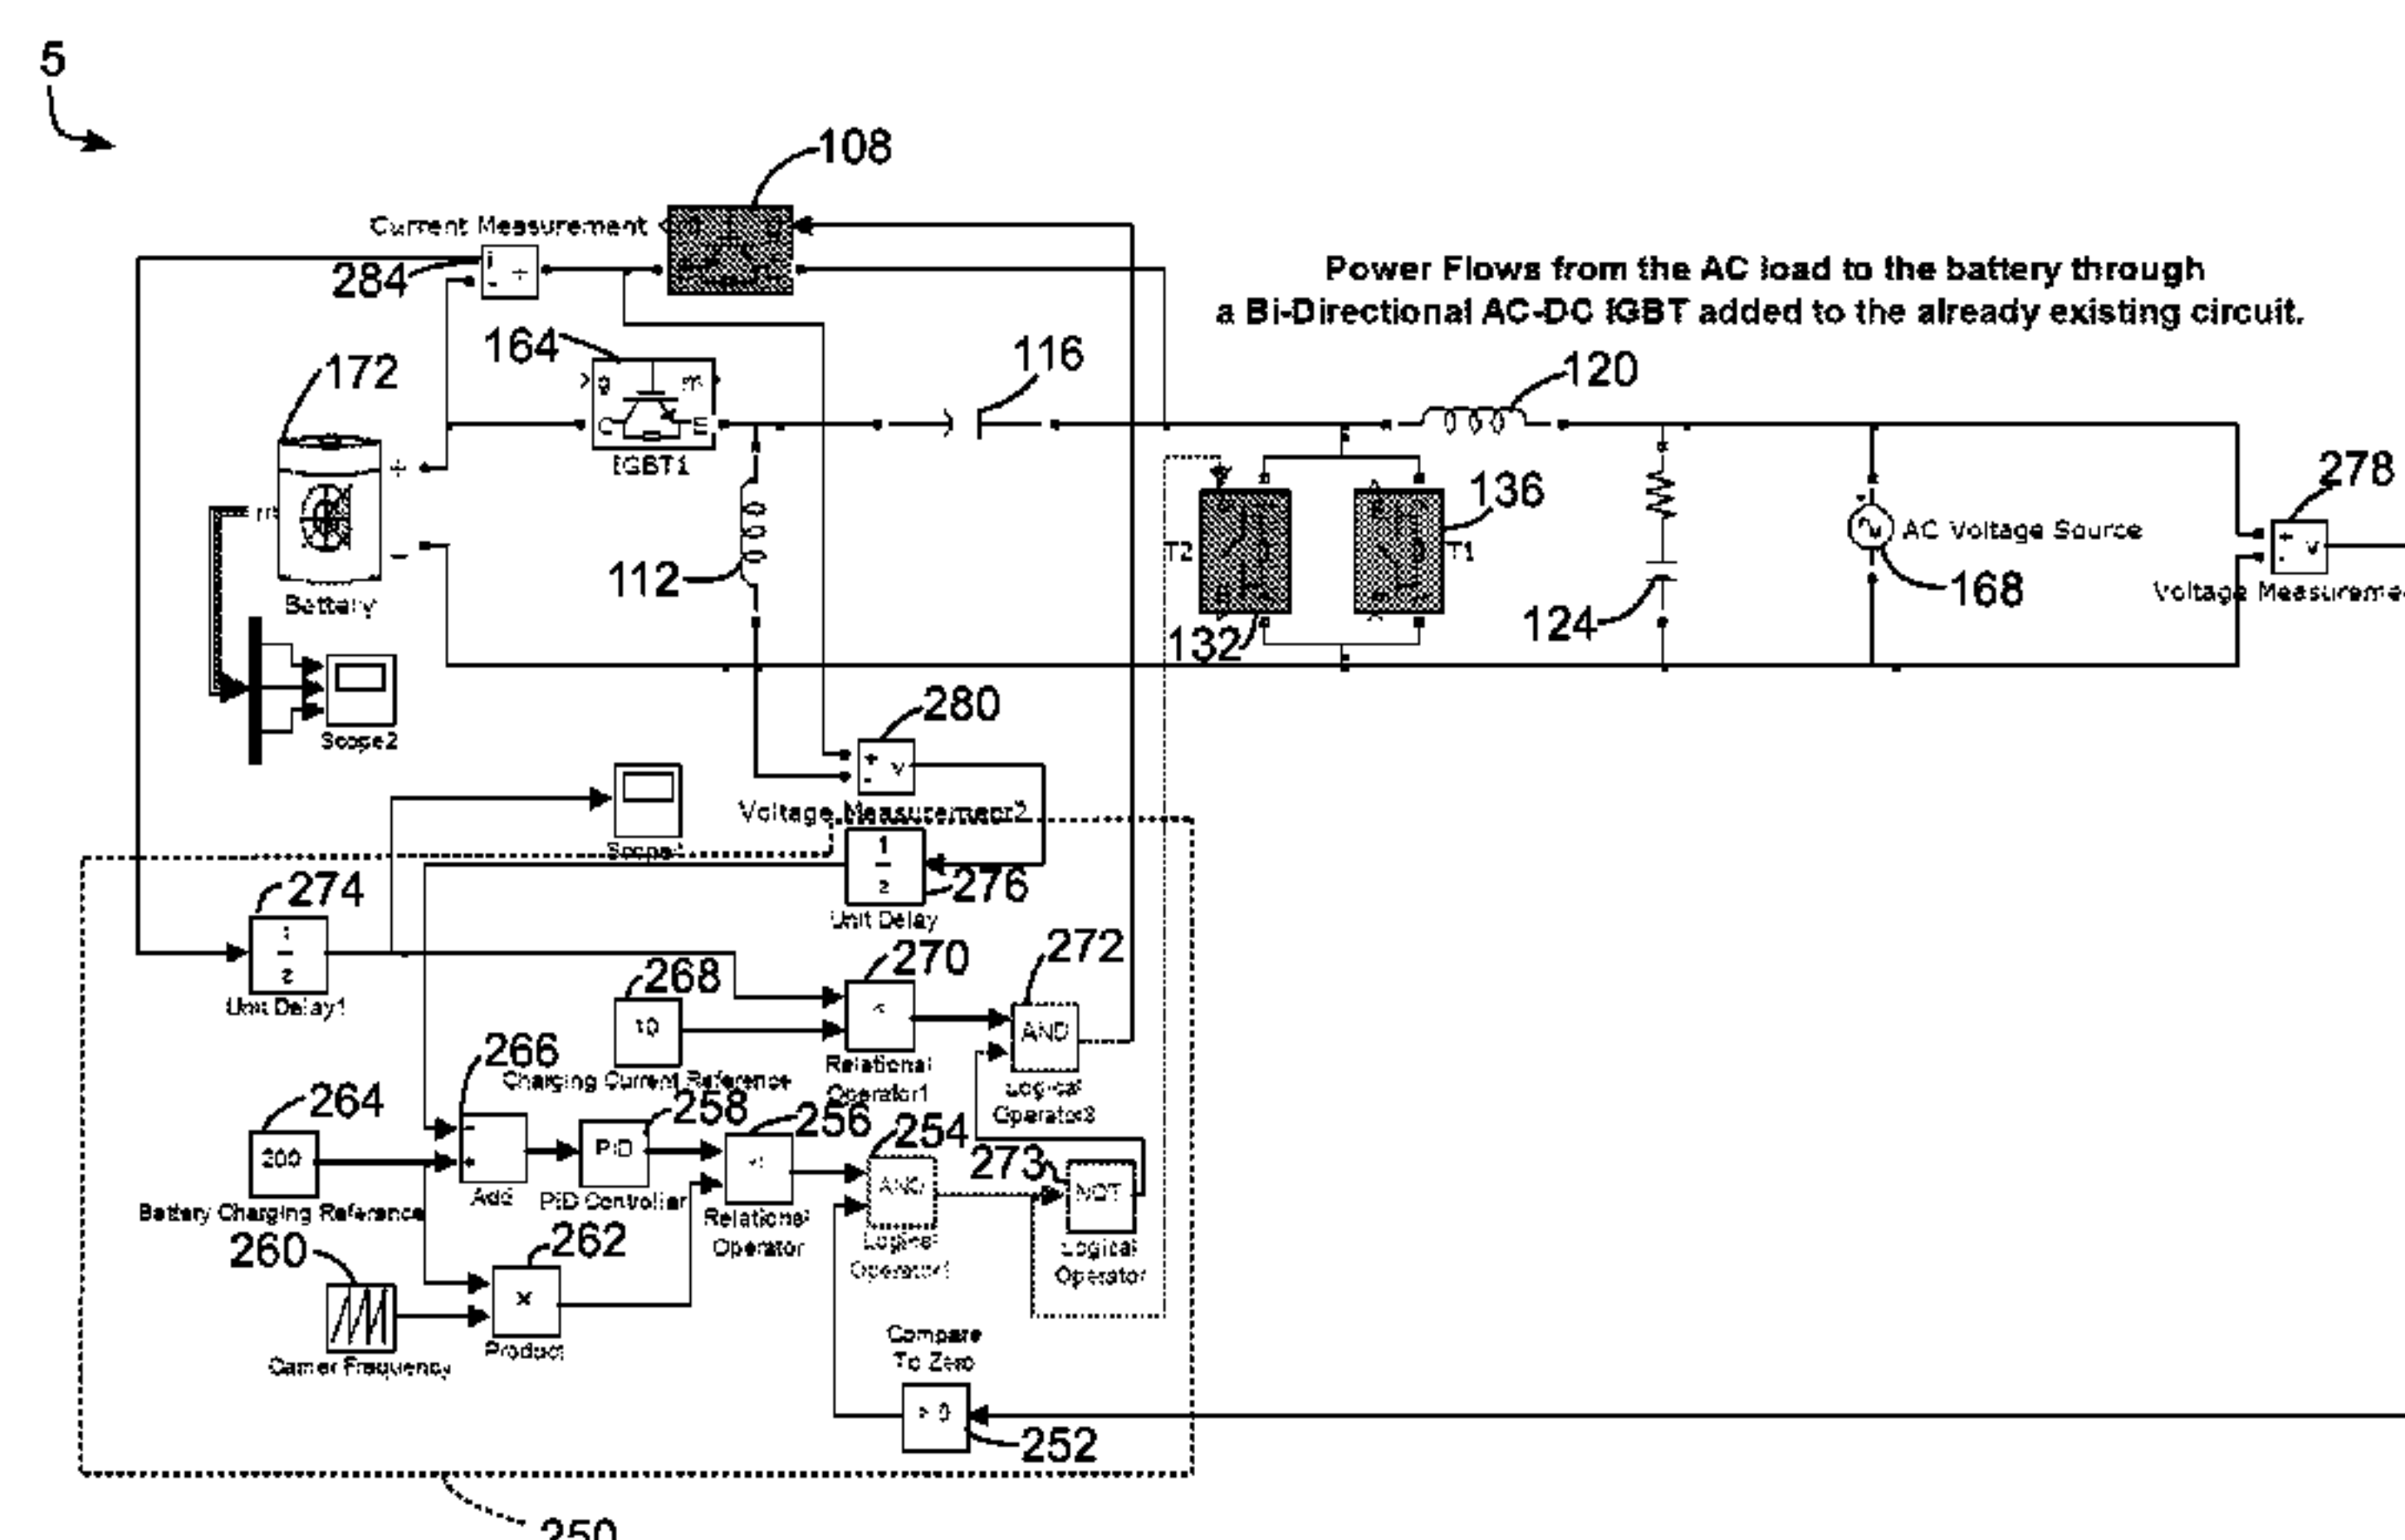 5
108
Current Measurement
284
i
+
-
Power Flows from the AC load to the battery through
a Bi-Directional AC-DC IGBT added to the already existing circuit.
164
116
172
120
g
m
C
E
IGBT1
+
-
m
Battery
112
T2
136
T1
132
124
AC Voltage Source
168
278
+
v
-
Voltage
280
Scope2
+
v
-
Voltage Measurement2
1
276
Unit Delay
274
1
Unit Delay1
268
10
Charging Current Reference
270
<
Relational
Operator1
272
AND
Logical
266
-
+
Add
264
200
Battery Charging Reference
258
PID
PID Controller
256
Relational
Operator
254
AND
Logical
Operator1
273
NOT
Logical
Operator
260
Carrier Frequency
262
×
Product
Compare
To Zero
> 0
252
250